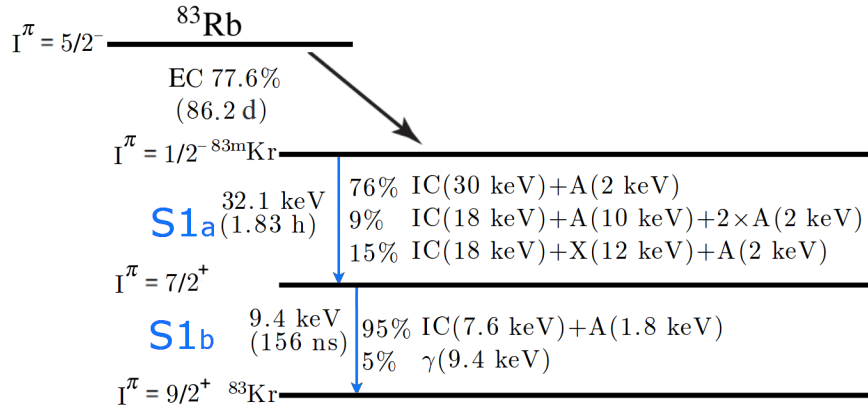 ⁸³Rb
Iᵖⁱ = 5/2⁻
EC 77.6%
(86.2 d)
I^π = 1/2⁻ ⁸³ᵐKr
32.1 keV
(1.83 h)
S1a
76% IC(30 keV)+A(2 keV)
9% IC(18 keV)+A(10 keV)+2×A(2 keV)
15% IC(18 keV)+X(12 keV)+A(2 keV)
I^π = 7/2⁺
9.4 keV
(156 ns)
S1b
95% IC(7.6 keV)+A(1.8 keV)
5% γ(9.4 keV)
I^π = 9/2⁺ ⁸³Kr